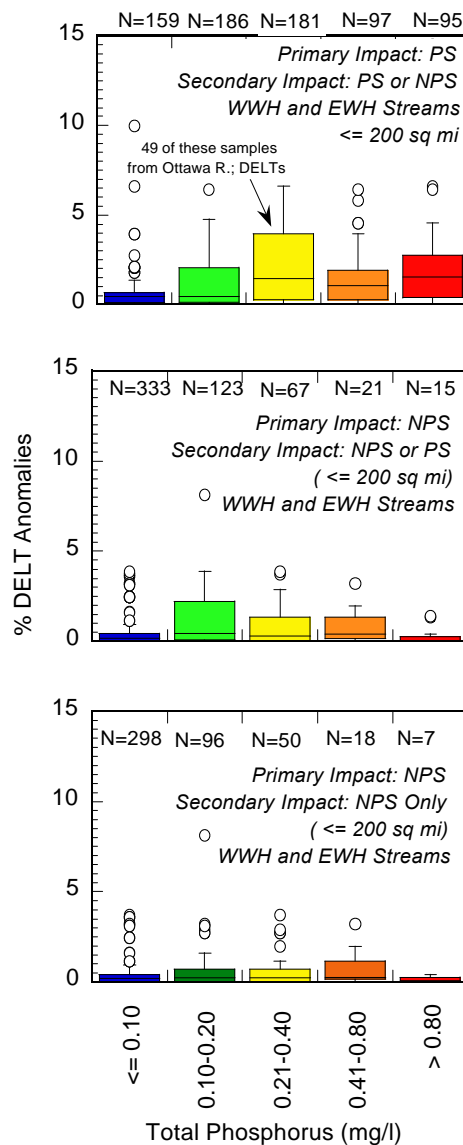 N=159 N=186 N=181 N=97 N=95
15
Primary Impact: PS
Secondary Impact: PS or NPS
WWH and EWH Streams
<= 200 sq mi
10
49 of these samples
from Ottawa R.; DELTs
5
0
% DELT Anomalies
15
N=333 N=123 N=67 N=21 N=15
Primary Impact: NPS
Secondary Impact: NPS or PS
( <= 200 sq mi)
WWH and EWH Streams
10
5
0
15
N=298 N=96 N=50 N=18 N=7
Primary Impact: NPS
Secondary Impact: NPS Only
( <= 200 sq mi)
WWH and EWH Streams
10
5
0
<= 0.10
0.10-0.20
0.21-0.40
0.41-0.80
> 0.80
Total Phosphorus (mg/l)